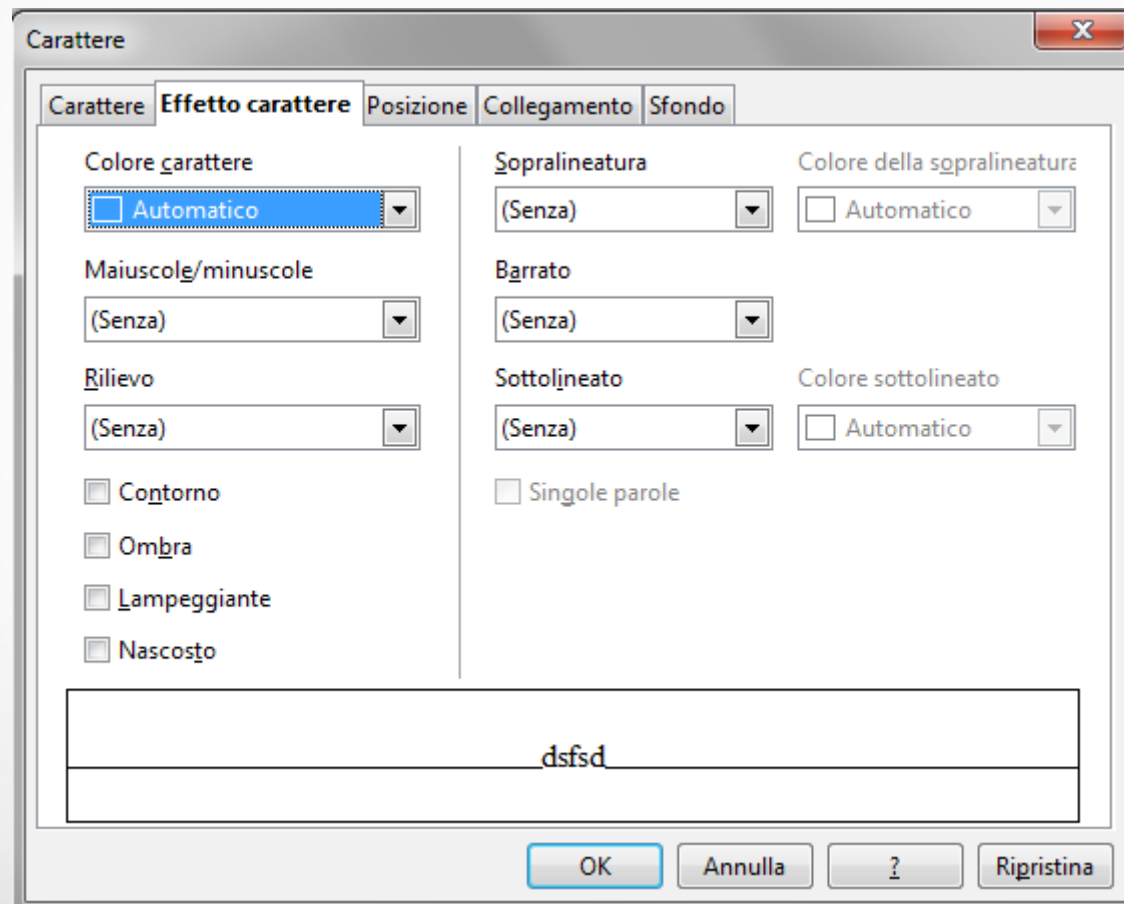 Carattere
Carattere Effetto carattere Posizione Collegamento Sfondo
Colore carattere
Automatico
Maiuscole/minuscole
(Senza)
Rilievo
(Senza)
Contorno
Ombra
Lampeggiante
Nascosto
Sopralineatura
(Senza)
Colore della sopralineatura
Automatico
Barrato
(Senza)
Sottolineato
(Senza)
Colore sottolineato
Automatico
Singole parole
dsfsd
OK Annulla ? Ripristina